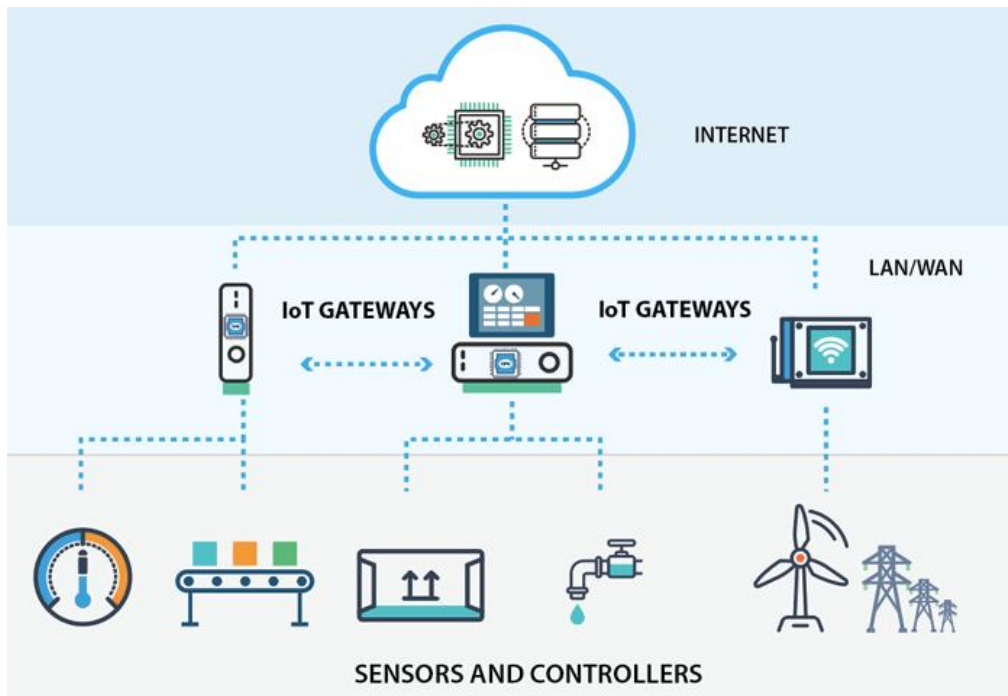 INTERNET
LAN/WAN
IoT GATEWAYS
IoT GATEWAYS
SENSORS AND CONTROLLERS